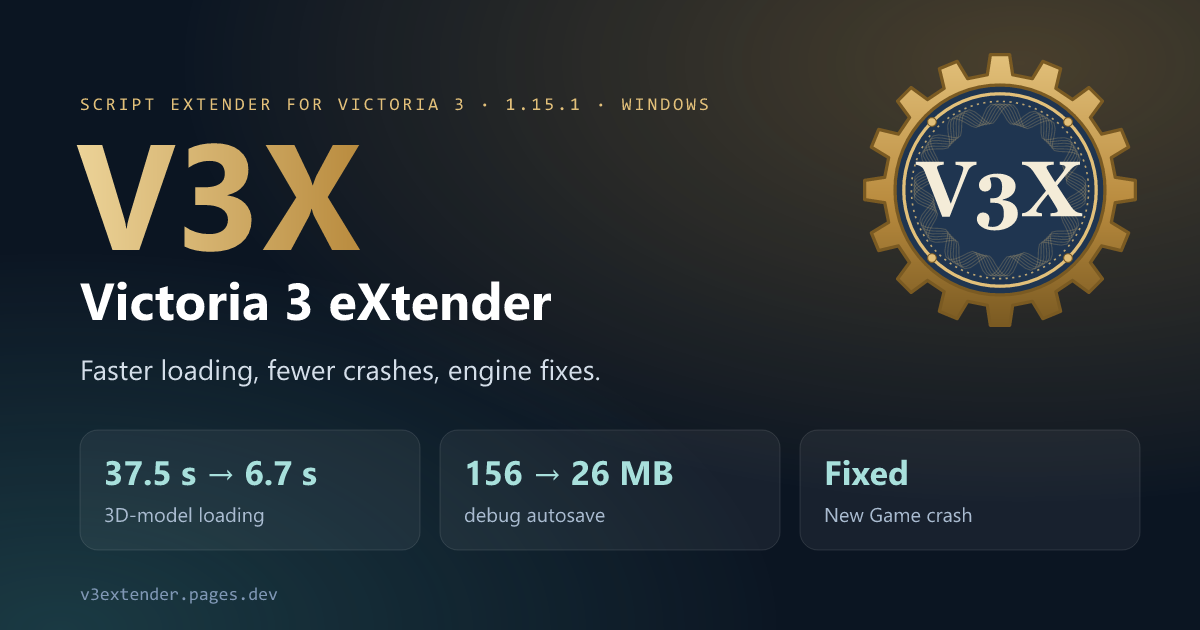 SCRIPT EXTENDER FOR VICTORIA 3 · 1.15.1 · WINDOWS
V3X
V3X
Victoria 3 eXtender
Faster loading, fewer crashes, engine fixes.
37.5 s → 6.7 s
3D-model loading
156 → 26 MB
debug autosave
Fixed
New Game crash
v3extender.pages.dev